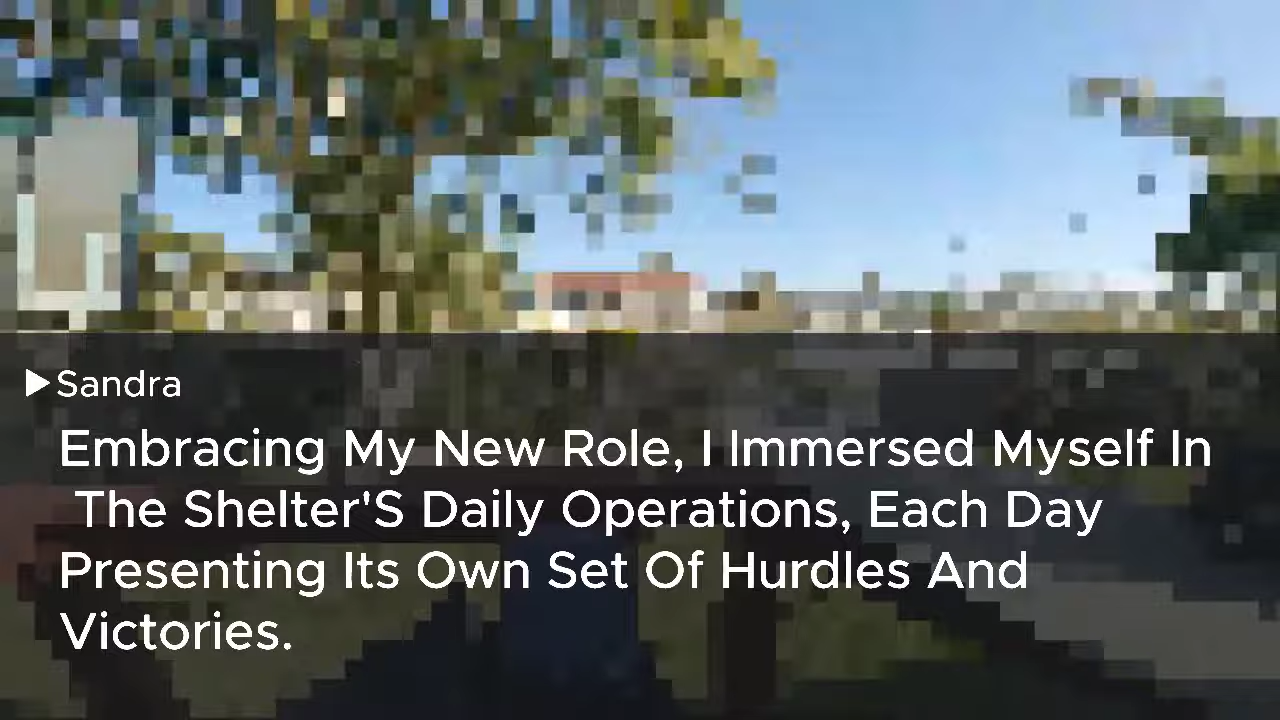 ▶Sandra
Embracing My New Role, I Immersed Myself In
The Shelter'S Daily Operations, Each Day
Presenting Its Own Set Of Hurdles And
Victories.